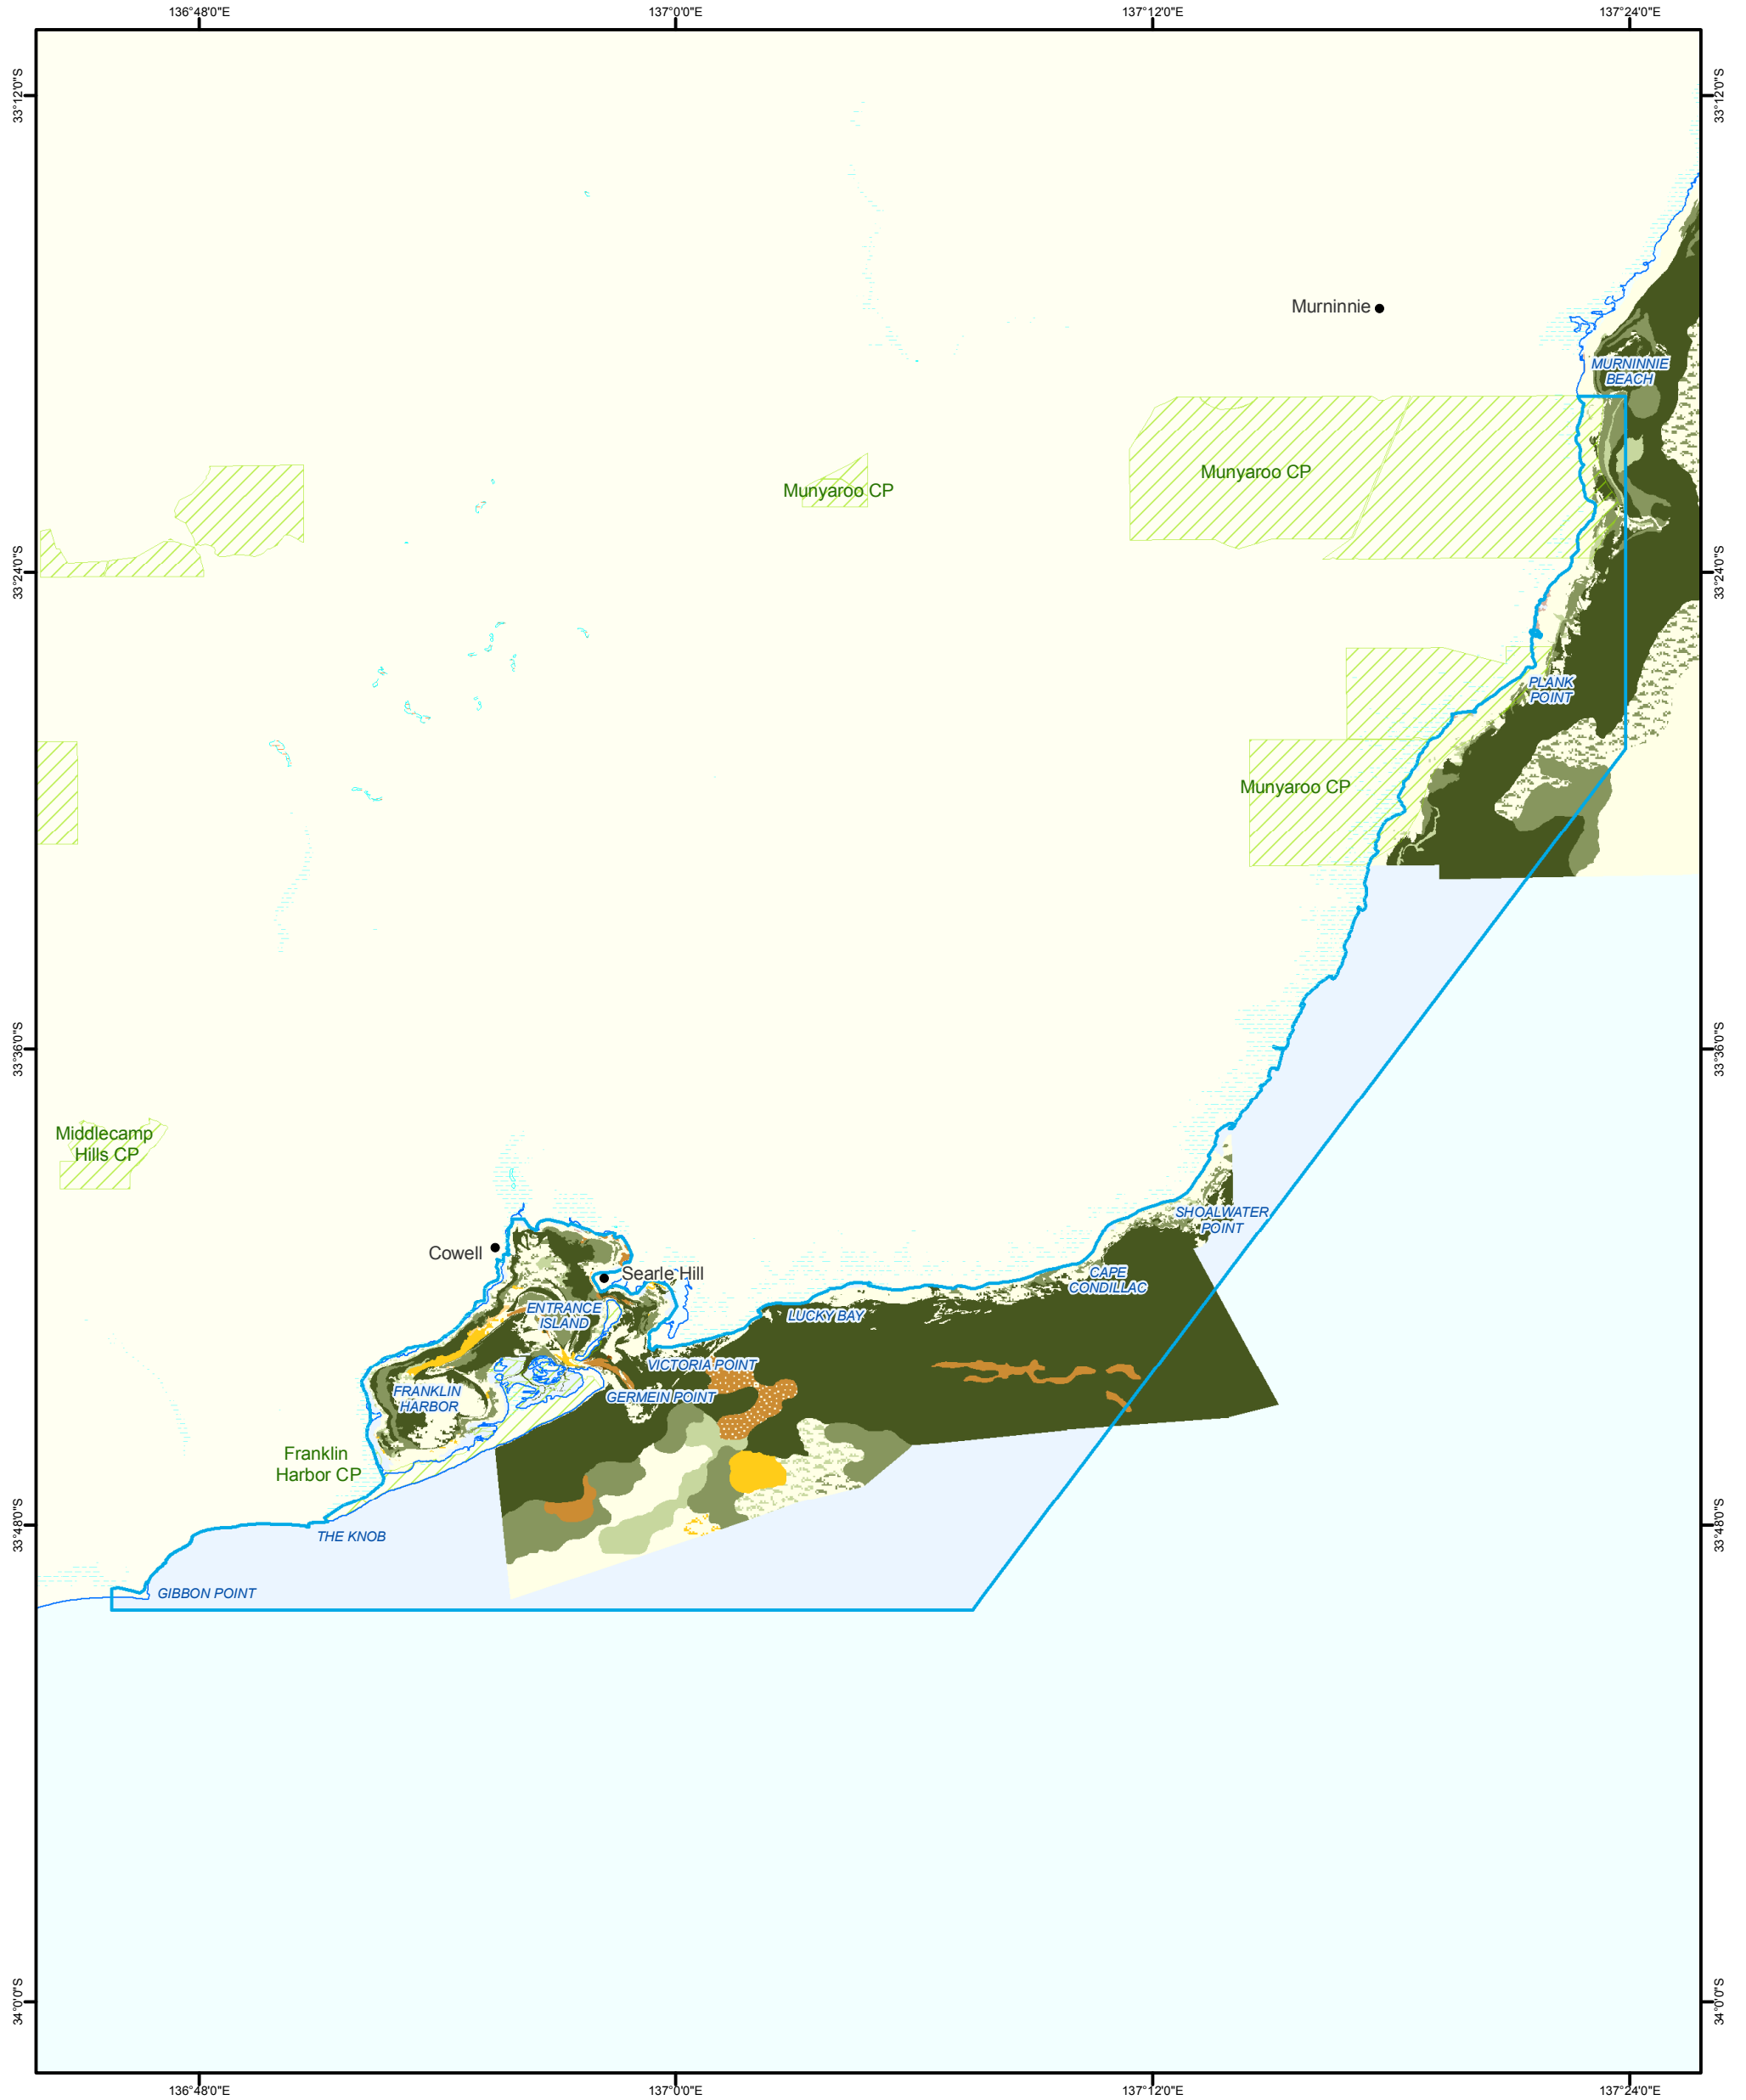 136°48'0"E
137°0'0"E
137°12'0"E
137°24'0"E
33°12'0"S
33°12'0"S
Murninnie
MURNINNIE
BEACH
Munyaroo CP
Munyaroo CP
33°24'0"S
33°24'0"S
PLANK
POINT
Munyaroo CP
33°36'0"S
33°36'0"S
Middlecamp
Hills CP
SHOALWATER
POINT
Cowell
Searle Hill
CAPE
CONDILLAC
ENTRANCE
ISLAND
LUCKY BAY
VICTORIA POINT
FRANKLIN
HARBOR
GERMEIN POINT
Franklin
Harbor CP
33°48'0"S
33°48'0"S
THE KNOB
GIBBON POINT
34°0'0"S
34°0'0"S
136°48'0"E
137°0'0"E
137°12'0"E
137°24'0"E